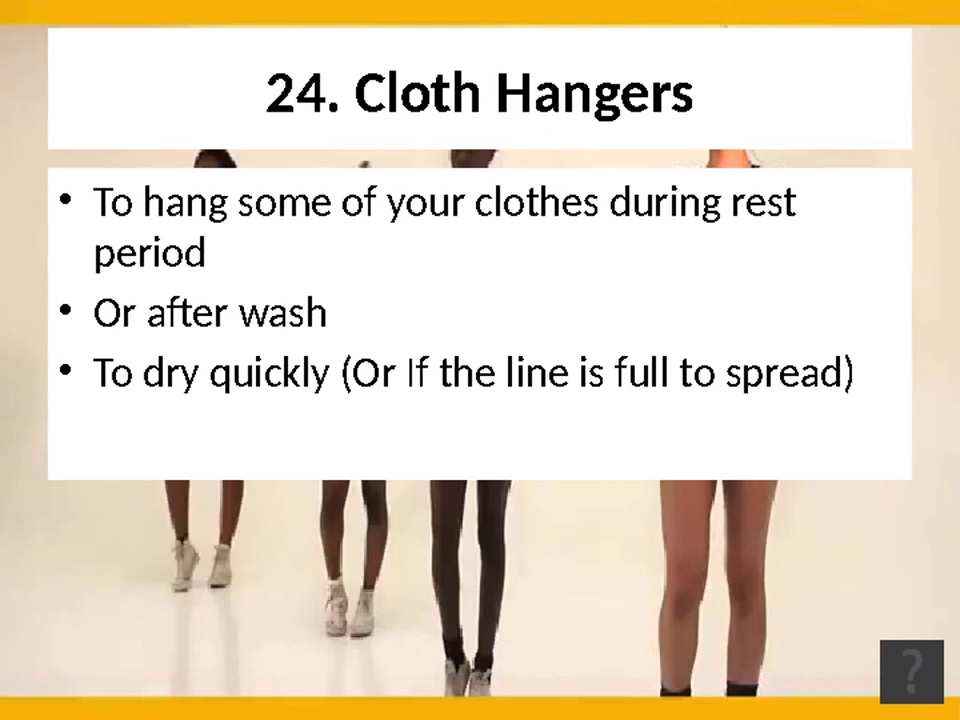 24. Cloth Hangers
• To hang some of your clothes during rest
period
• Or after wash
• To dry quickly (Or If the line is full to spread)
?